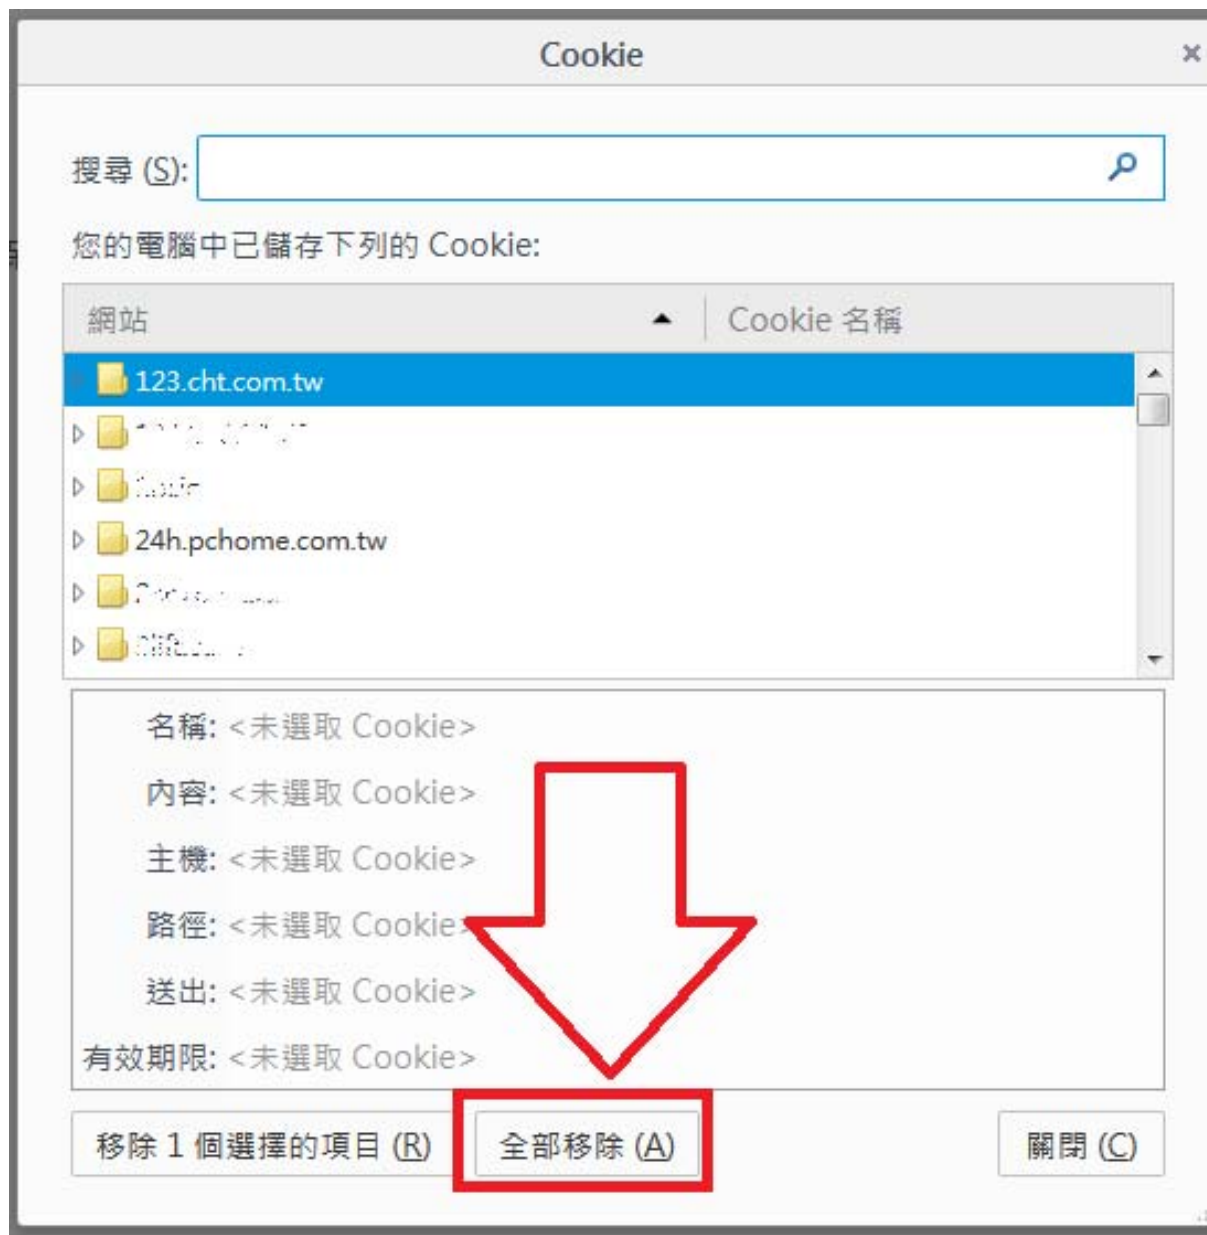 Cookie
搜尋 (S):
您的電腦中已儲存下列的 Cookie:
網站 Cookie 名稱
123.cht.com.tw
24h.pchome.com.tw
名稱: <未選取 Cookie>
內容: <未選取 Cookie>
主機: <未選取 Cookie>
路徑: <未選取 Cookie>
送出: <未選取 Cookie>
有效期限: <未選取 Cookie>
移除 1 個選擇的項目 (R) 全部移除 (A) 關閉 (C)